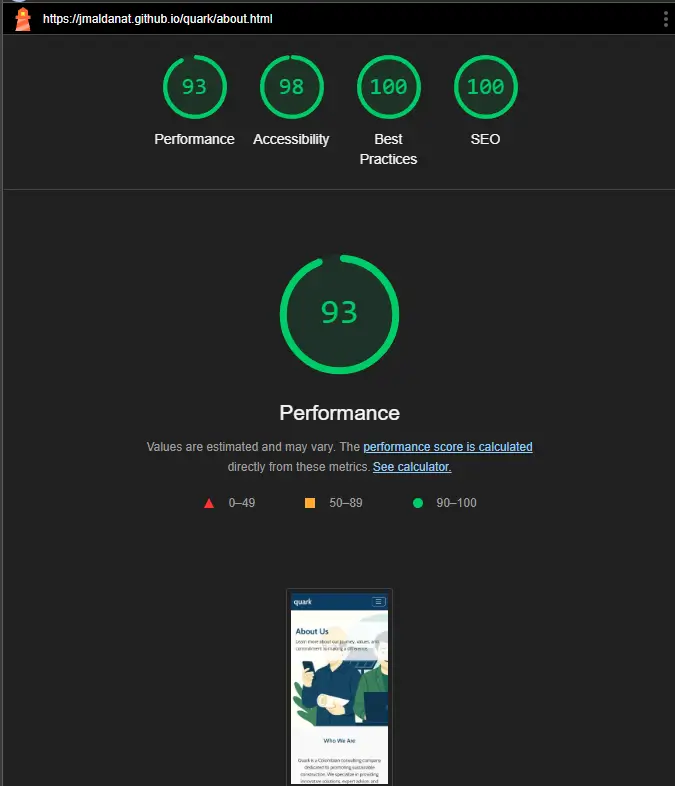 https://jmaldanat.github.io/quark/about.html
93
98
100
100
Performance
Accessibility
Best
Practices
SEO
93
Performance
Values are estimated and may vary. The performance score is calculated
directly from these metrics. See calculator.
0–49
50–89
90–100
quark
About Us
Learn more about our journey, values, and
commitment to making a difference.
Who We Are
Quark is a Colombian consulting company
dedicated to promoting sustainable
construction. We specialize in providing
innovative solutions, expert advice, and